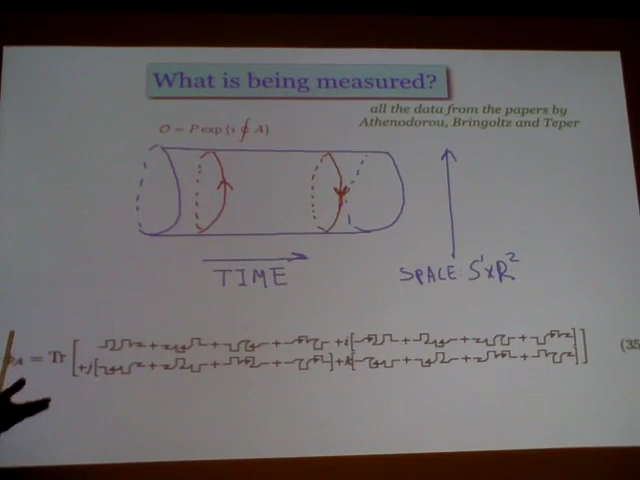 What is being measured?
all the data from the papers by
Athenodorou, Bringoltz and Teper
O = P exp{i ∮ A}
TIME
SPACE: S¹×R²
= Tr
+i[
+j[
]+k[
(35